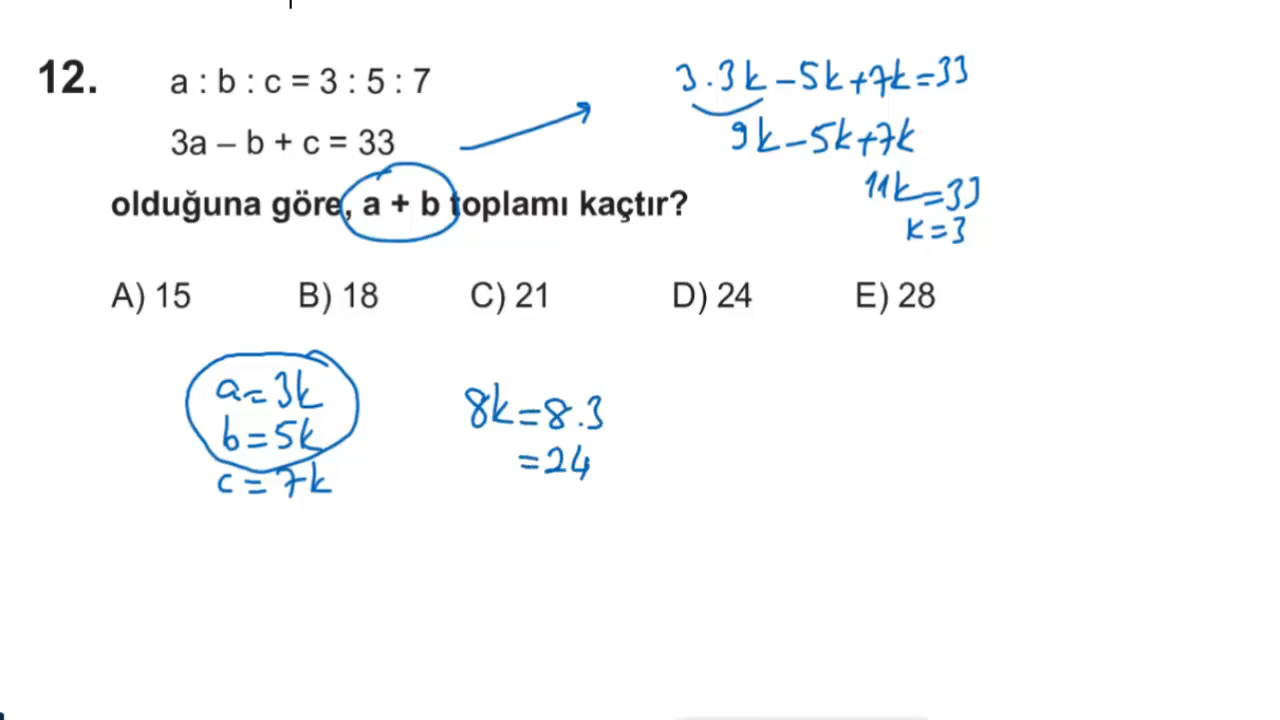 12.
a : b : c = 3 : 5 : 7
3a – b + c = 33
olduğuna göre, a + b toplamı kaçtır?
A) 15 B) 18 C) 21 D) 24 E) 28
3.3k-5k+7k=33
9k-5k+7k
11k=33
k=3
a=3k
b=5k
c=7k
8k=8.3
=24